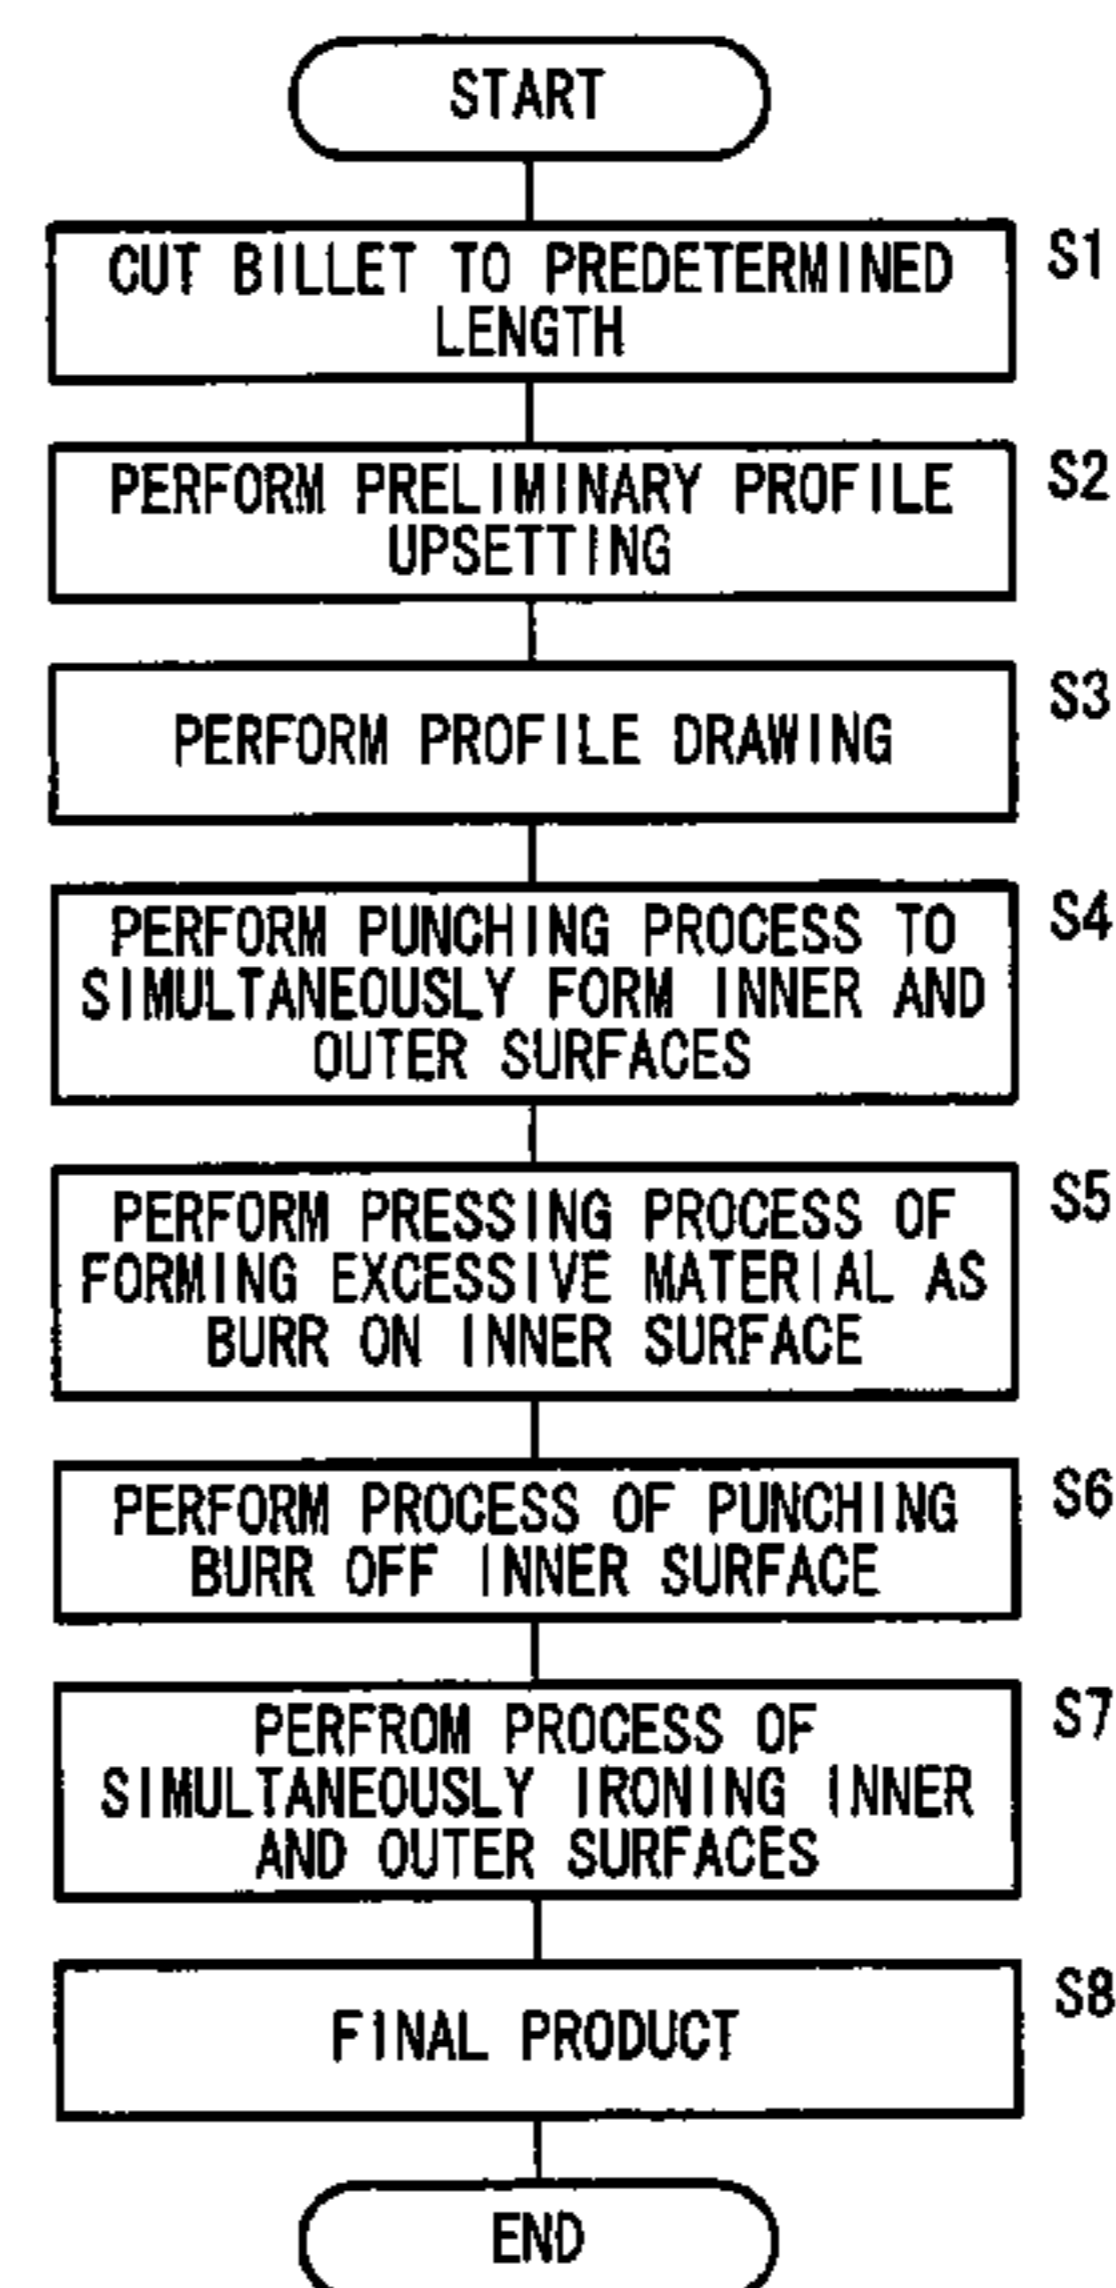 START
S1
CUT BILLET TO PREDETERMINED
LENGTH
S2
PERFORM PRELIMINARY PROFILE
UPSETTING
S3
PERFORM PROFILE DRAWING
S4
PERFORM PUNCHING PROCESS TO
SIMULTANEOUSLY FORM INNER AND
OUTER SURFACES
S5
PERFORM PRESSING PROCESS OF
FORMING EXCESSIVE MATERIAL AS
BURR ON INNER SURFACE
S6
PERFORM PROCESS OF PUNCHING
BURR OFF INNER SURFACE
S7
PERFROM PROCESS OF
SIMULTANEOUSLY IRONING INNER
AND OUTER SURFACES
S8
FINAL PRODUCT
END